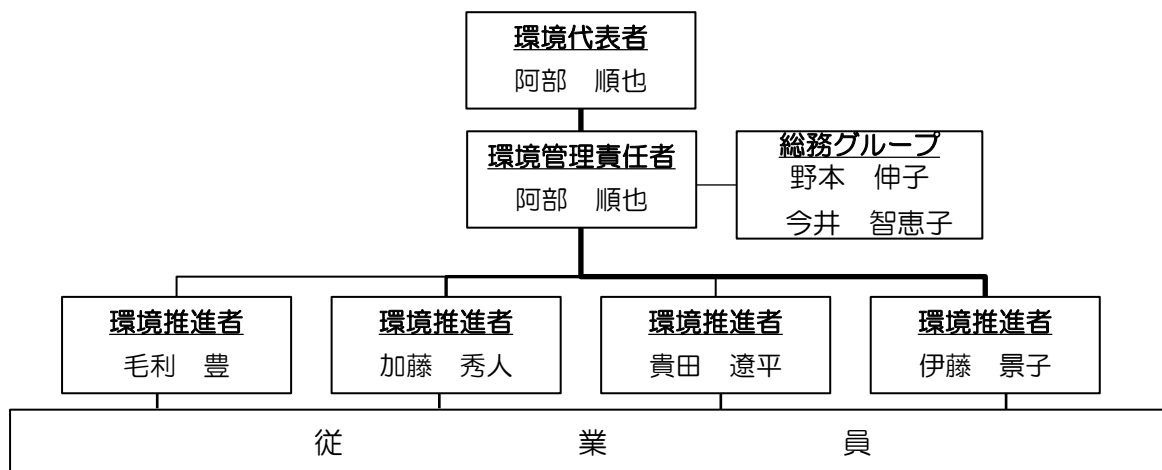 環境代表者
阿部　順也
環境管理責任者
阿部　順也
総務グループ
野本　伸子
今井　智恵子
環境推進者
毛利　豊
環境推進者
加藤　秀人
環境推進者
貴田　遼平
環境推進者
伊藤　景子
従　業　員